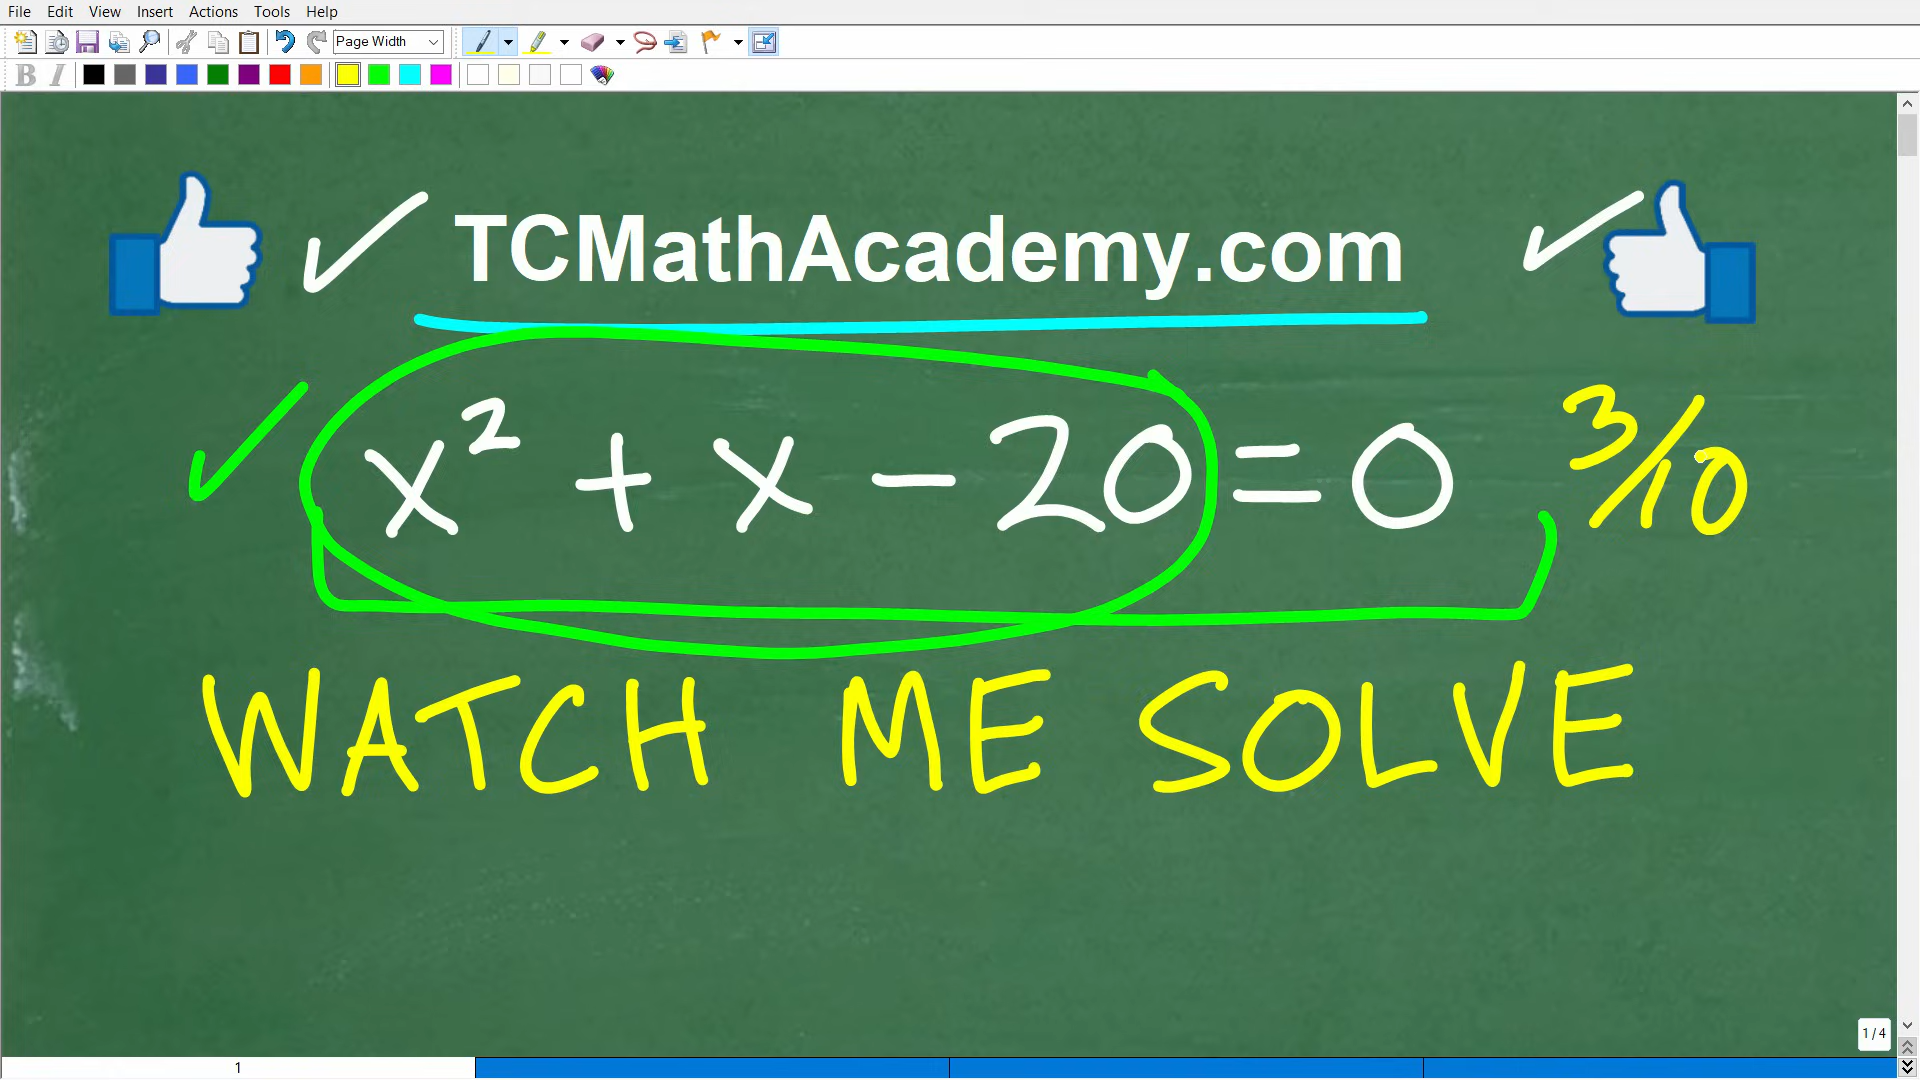 File Edit View Insert Actions Tools Help
Page Width
B I
TCMathAcademy.com
x² + x - 20 = 0 3/10
WATCH ME SOLVE
1 / 4
1